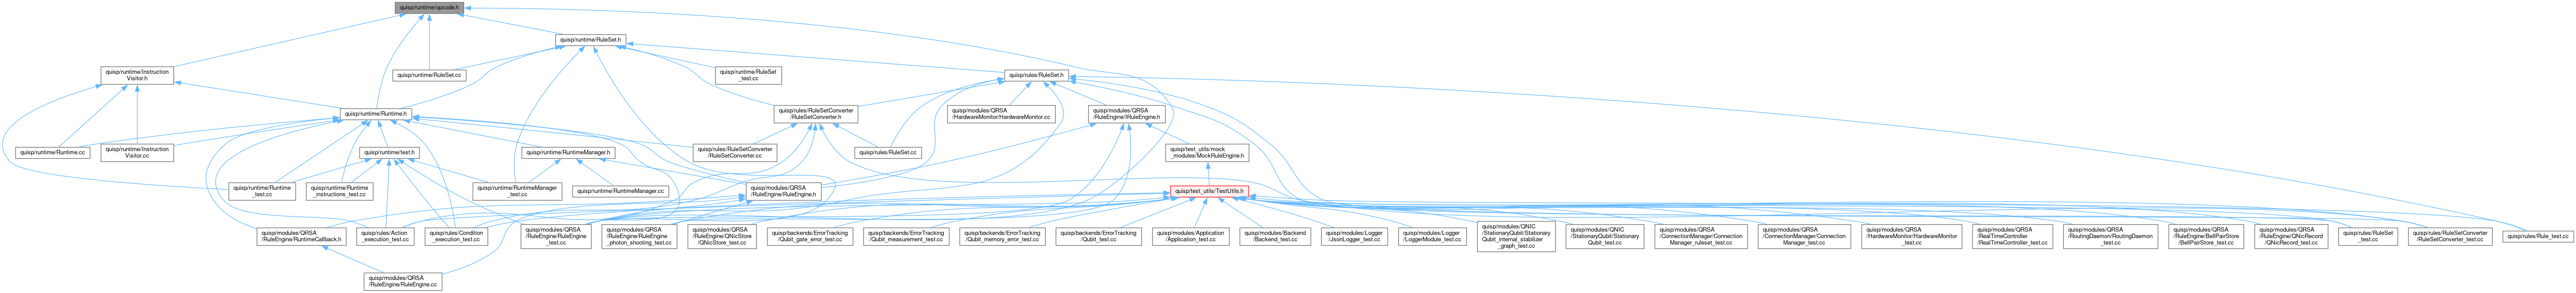 quisp/runtime/opcode.h
quisp/runtime/RuleSet.h
quisp/runtime/Instruction
Visitor.h
quisp/runtime/RuleSet.cc
quisp/runtime/RuleSet
_test.cc
quisp/rules/RuleSet.h
quisp/runtime/Runtime.h
quisp/rules/RuleSetConverter
/RuleSetConverter.h
quisp/modules/QRSA
/HardwareMonitor/HardwareMonitor.cc
quisp/modules/QRSA
/RuleEngine/IRuleEngine.h
quisp/runtime/Runtime.cc
quisp/runtime/Instruction
Visitor.cc
quisp/runtime/test.h
quisp/runtime/RuntimeManager.h
quisp/rules/RuleSetConverter
/RuleSetConverter.cc
quisp/rules/RuleSet.cc
quisp/test_utils/mock
_modules/MockRuleEngine.h
quisp/runtime/Runtime
_test.cc
quisp/runtime/Runtime
_instructions_test.cc
quisp/runtime/RuntimeManager
_test.cc
quisp/runtime/RuntimeManager.cc
quisp/modules/QRSA
/RuleEngine/RuleEngine.h
quisp/test_utils/TestUtils.h
quisp/modules/QRSA
/RuleEngine/RuntimeCallback.h
quisp/rules/Action
_execution_test.cc
quisp/rules/Condition
_execution_test.cc
quisp/modules/QRSA
/RuleEngine/RuleEngine
_test.cc
quisp/modules/QRSA
/RuleEngine/RuleEngine
_photon_shooting_test.cc
quisp/modules/QRSA
/RuleEngine/QNicStore
/QNicStore_test.cc
quisp/backends/ErrorTracking
/Qubit_gate_error_test.cc
quisp/backends/ErrorTracking
/Qubit_measurement_test.cc
quisp/backends/ErrorTracking
/Qubit_memory_error_test.cc
quisp/backends/ErrorTracking
/Qubit_test.cc
quisp/modules/Application
/Application_test.cc
quisp/modules/Backend
/Backend_test.cc
quisp/modules/Logger
/JsonLogger_test.cc
quisp/modules/Logger
/LoggerModule_test.cc
quisp/modules/QNIC
/StationaryQubit/Stationary
Qubit_internal_stabilizer
_graph_test.cc
quisp/modules/QNIC
/StationaryQubit/Stationary
Qubit_test.cc
quisp/modules/QRSA
/ConnectionManager/Connection
Manager_ruleset_test.cc
quisp/modules/QRSA
/ConnectionManager/Connection
Manager_test.cc
quisp/modules/QRSA
/HardwareMonitor/HardwareMonitor
_test.cc
quisp/modules/QRSA
/RealTimeController
/RealTimeController_test.cc
quisp/modules/QRSA
/RoutingDaemon/RoutingDaemon
_test.cc
quisp/modules/QRSA
/RuleEngine/BellPairStore
/BellPairStore_test.cc
quisp/modules/QRSA
/RuleEngine/QNicRecord
/QNicRecord_test.cc
quisp/rules/RuleSet
_test.cc
quisp/rules/RuleSetConverter
/RuleSetConverter_test.cc
quisp/rules/Rule_test.cc
quisp/modules/QRSA
/RuleEngine/RuleEngine.cc